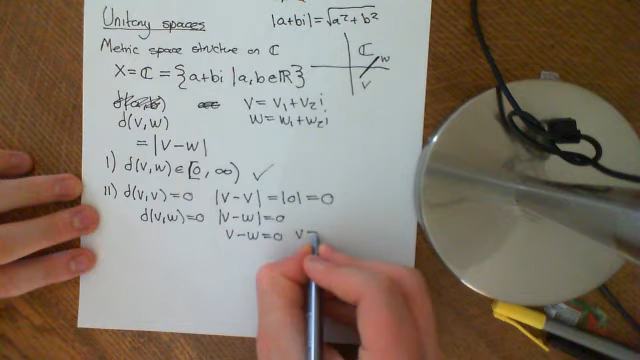 Unitary spaces
|a+bi| = √a²+b²
Metric space structure on ℂ
X = ℂ = {a+bi | a,b∈ℝ}
ℂ
w
v
v = v₁+v₂i
d(v,w) w = w₁+w₂i
= |v-w|
I) d(v,w) ∈ [0, ∞) ✓
II) d(v,v) = 0 |v-v| = |0| = 0
d(v,w) = 0 |v-w| = 0
v-w = 0 v=